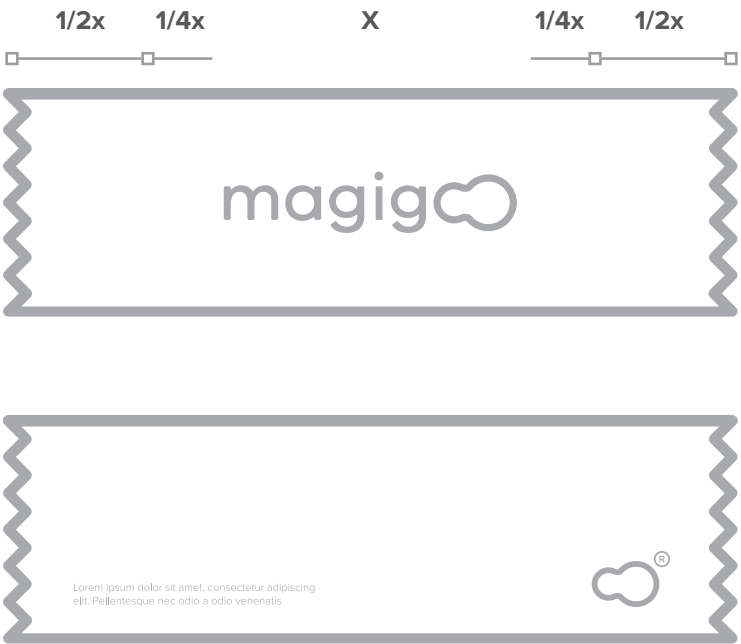 1/2x 1/4x X 1/4x 1/2x
magigoo
®
Lorem ipsum dolor sit amet, consectetur adipiscing
elit. Pellentesque nec odio a odio venenatis